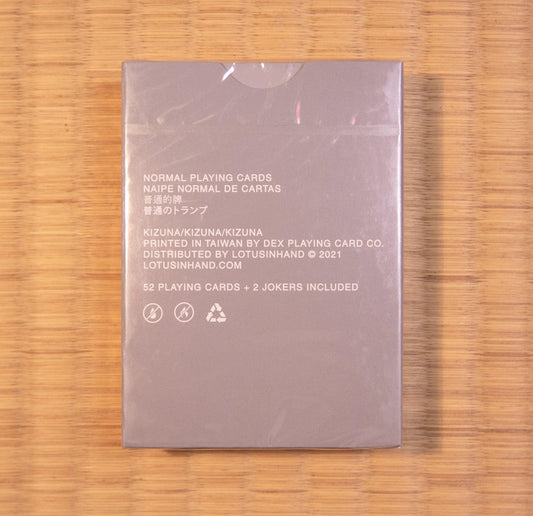 NORMAL PLAYING CARDS
NAIPE NORMAL DE CARTAS
普通的牌
普通のトランプ
KIZUNA/KIZUNA/KIZUNA
PRINTED IN TAIWAN BY DEX PLAYING CARD CO.
DISTRIBUTED BY LOTUSINHAND © 2021
LOTUSINHAND.COM
52 PLAYING CARDS + 2 JOKERS INCLUDED